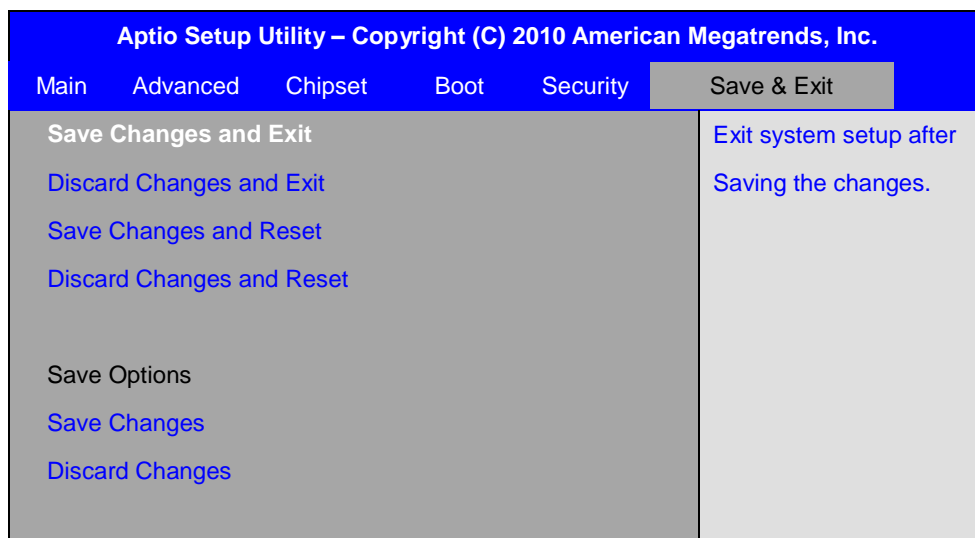 Aptio Setup Utility – Copyright (C) 2010 American Megatrends, Inc.
Main Advanced Chipset Boot Security Save & Exit
Save Changes and Exit
Discard Changes and Exit
Save Changes and Reset
Discard Changes and Reset
Save Options
Save Changes
Discard Changes
Exit system setup after
Saving the changes.